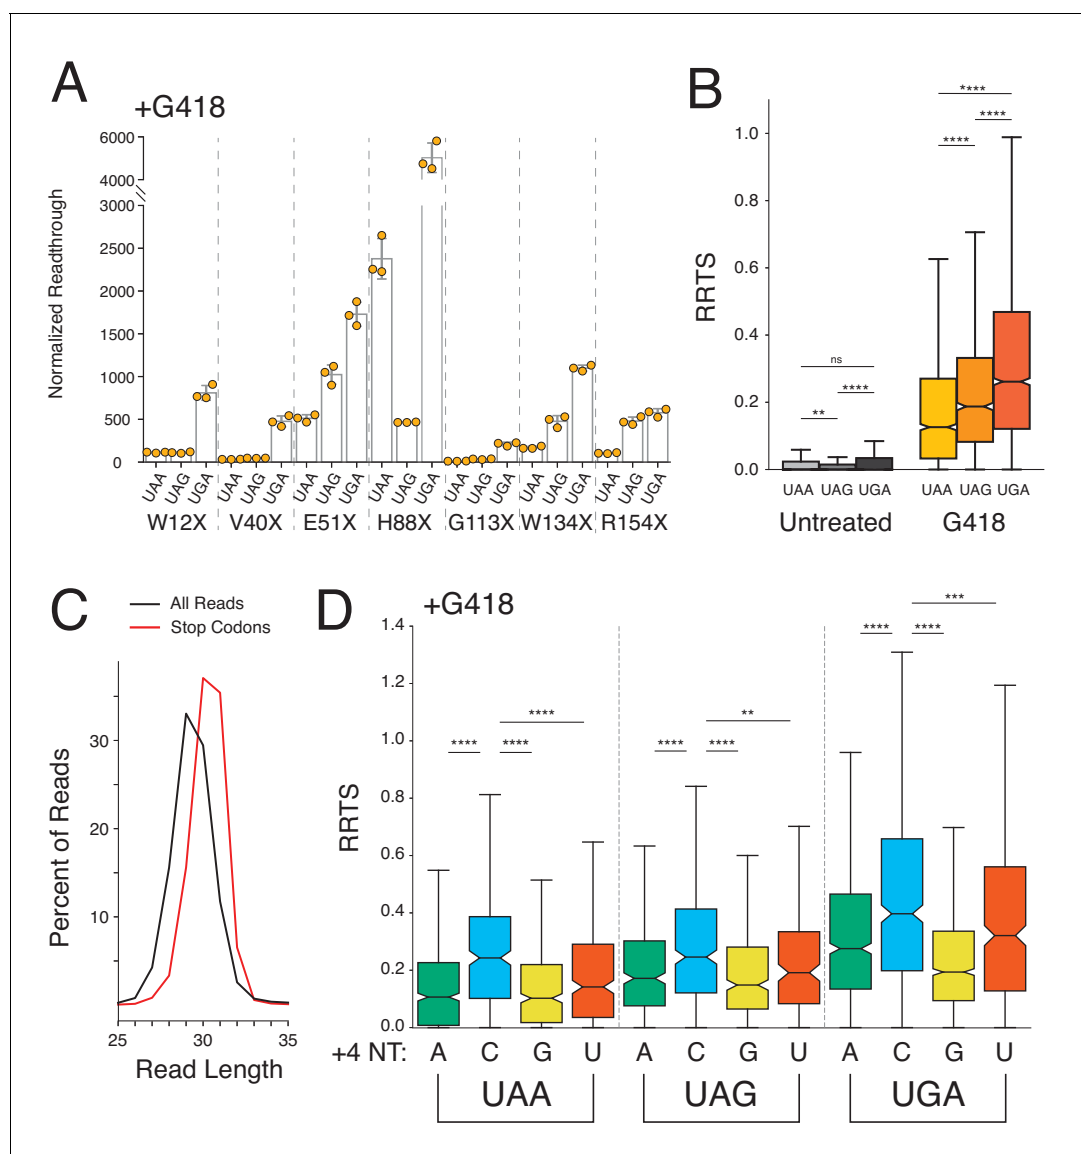 A
+G418
Normalized Readthrough
6000
4000
3000
2500
2000
1500
1000
500
0
UAA UAG UGA UAA UAG UGA UAA UAG UGA UAA UAG UGA UAA UAG UGA UAA UAG UGA UAA UAG UGA
W12X V40X E51X H88X G113X W134X R154X
B
RRTS
1.0
0.8
0.6
0.4
0.2
0.0
****
**** ****
ns
** ****
UAA UAG UGA UAA UAG UGA
Untreated G418
C
All Reads
Stop Codons
Percent of Reads
30
20
10
25 30 35
Read Length
D
+G418
RRTS
1.4
1.2
1.0
0.8
0.6
0.4
0.2
0.0
****
**** ****
**
**** ****
***
**** ****
+4 NT: A C G U A C G U A C G U
UAA UAG UGA